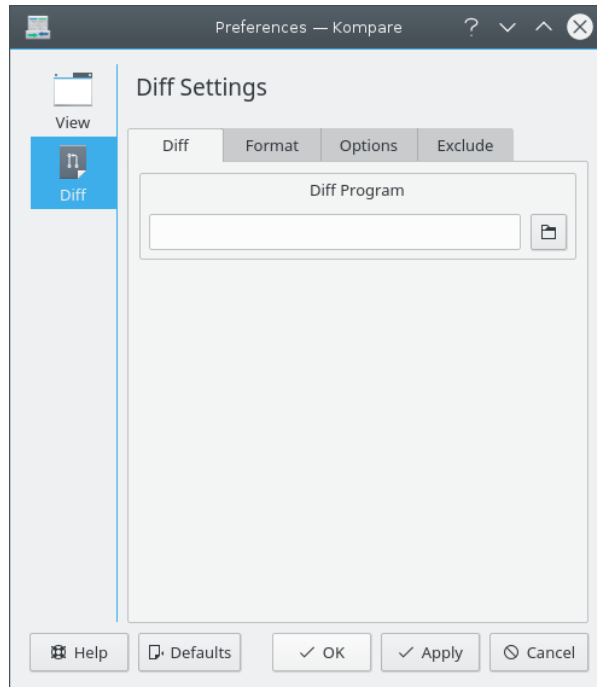 Preferences — Kompare
View
Diff
Diff Settings
Diff Format Options Exclude
Diff Program
Help Defaults OK Apply Cancel